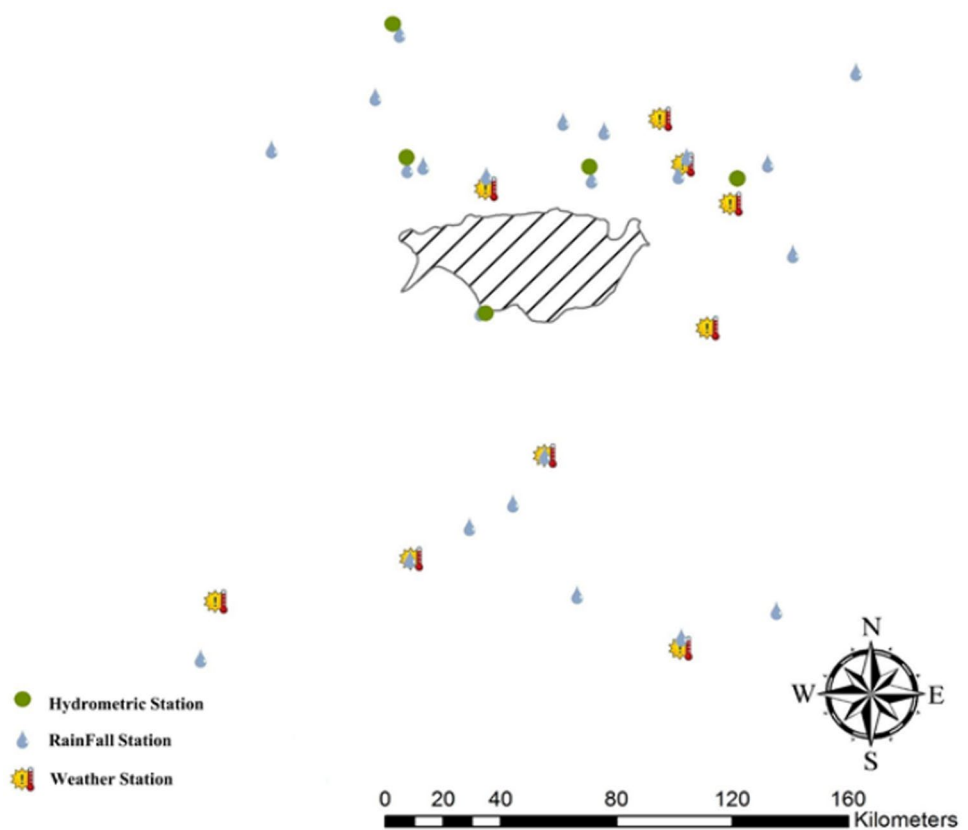 N
W E
S
Hydrometric Station
RainFall Station
Weather Station
0 20 40 80 120 160
Kilometers